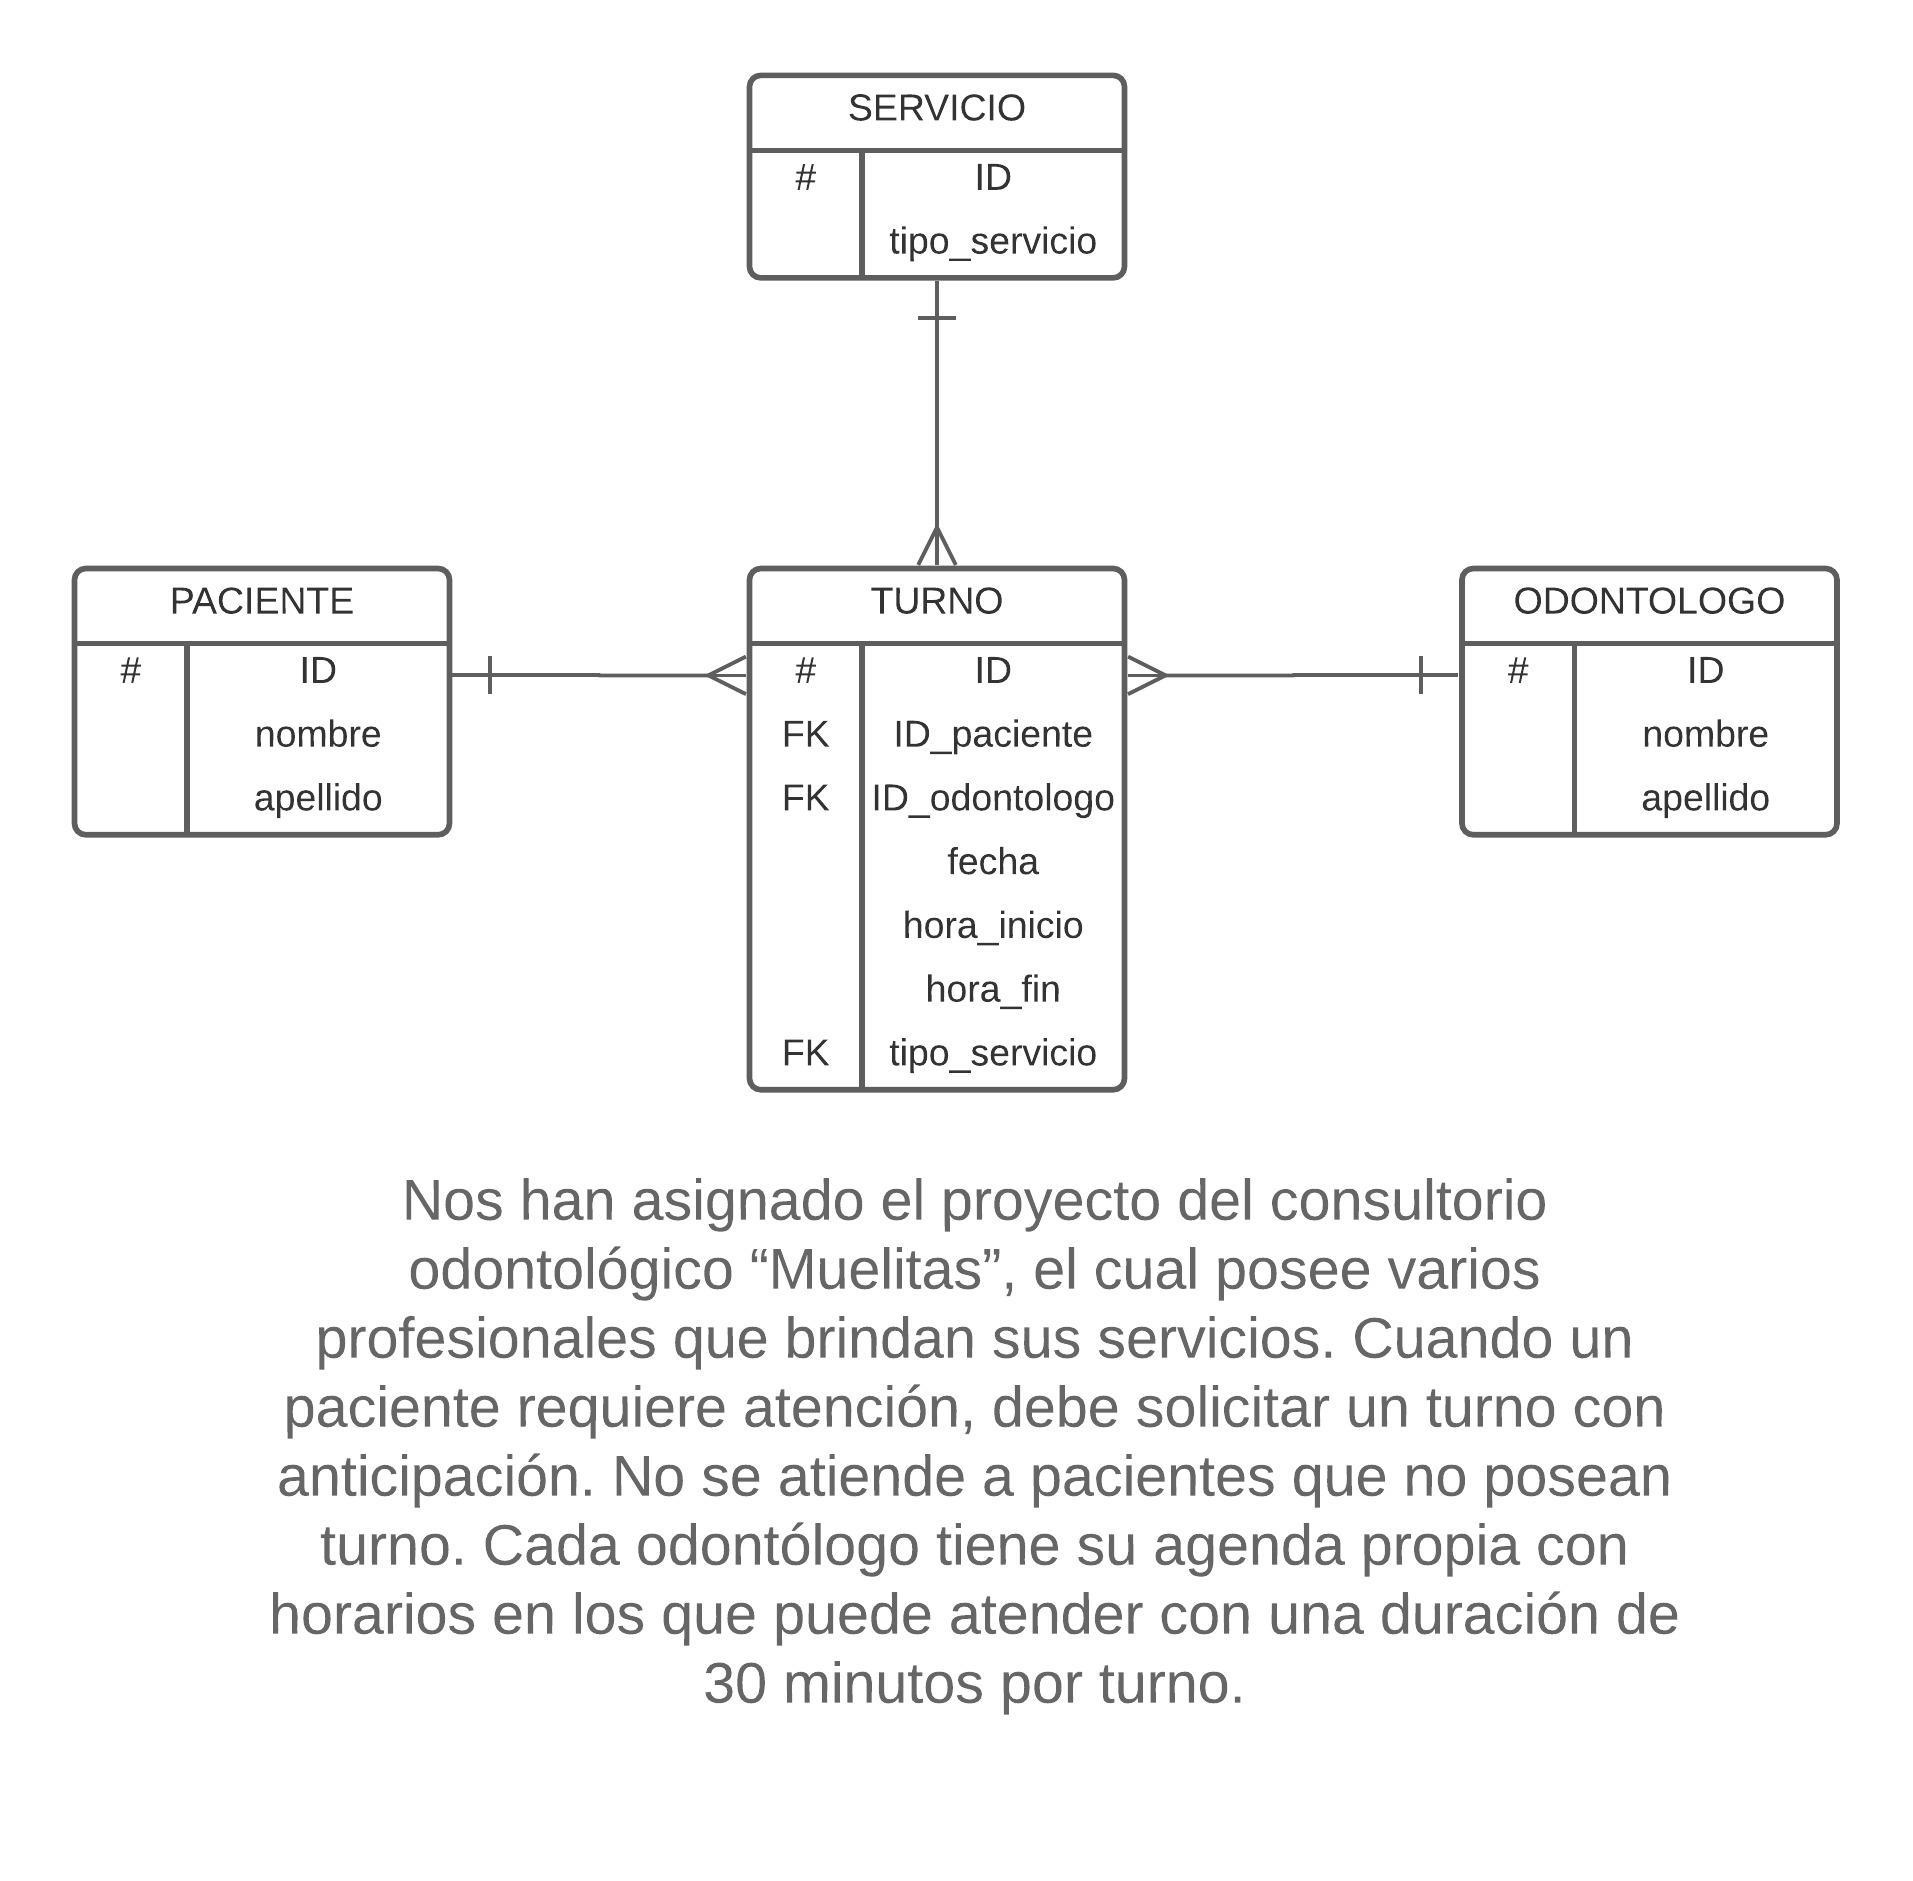 SERVICIO
# ID
tipo_servicio
PACIENTE
# ID
nombre
apellido
TURNO
# ID
FK ID_paciente
FK ID_odontologo
fecha
hora_inicio
hora_fin
FK tipo_servicio
ODONTOLOGO
# ID
nombre
apellido
Nos han asignado el proyecto del consultorio
odontológico “Muelitas”, el cual posee varios
profesionales que brindan sus servicios. Cuando un
paciente requiere atención, debe solicitar un turno con
anticipación. No se atiende a pacientes que no posean
turno. Cada odontólogo tiene su agenda propia con
horarios en los que puede atender con una duración de
30 minutos por turno.